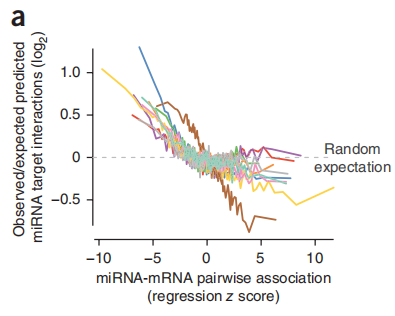 a
Observed/expected predicted
miRNA target interactions (log2)
1.0
0.5
0
−0.5
Random
expectation
−10
−5
0
5
10
miRNA-mRNA pairwise association
(regression z score)